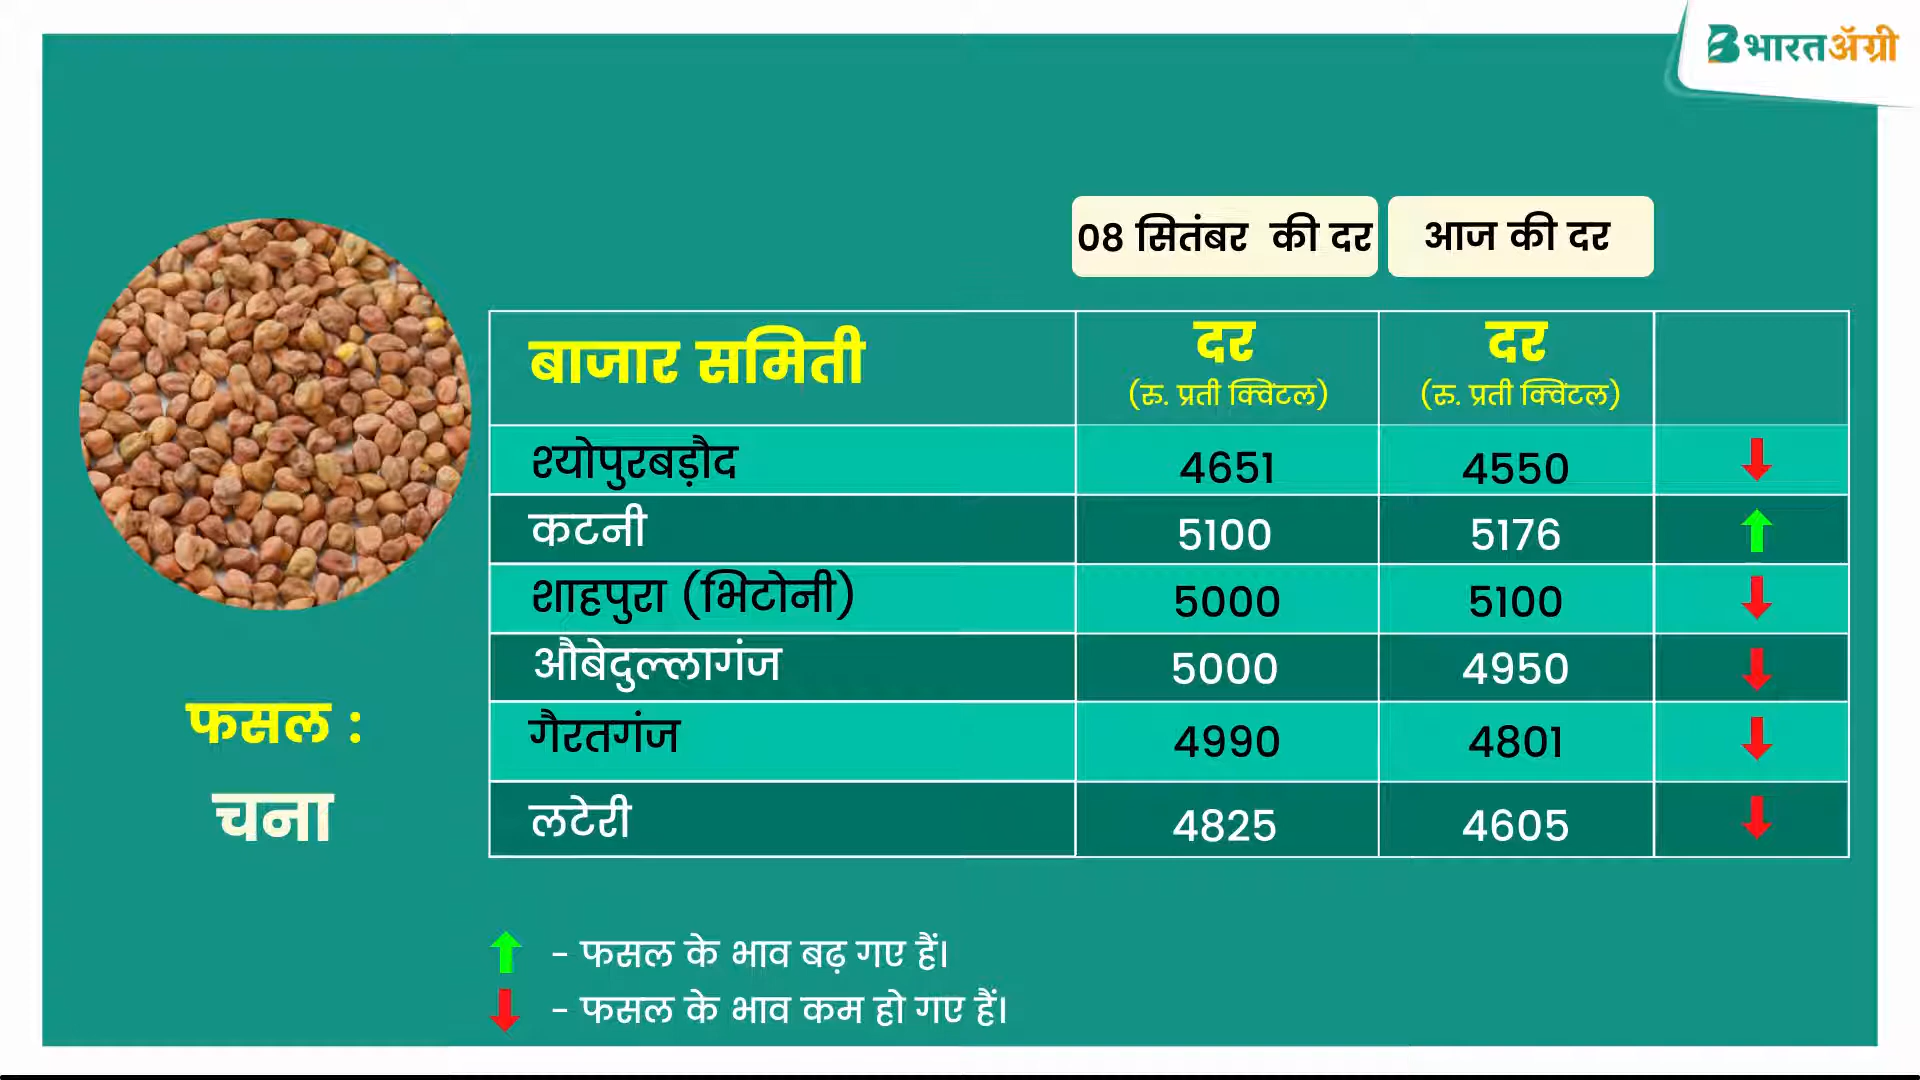 भारतॲग्री
08 सितंबर की दर आज की दर
बाजार समिती दर दर
(रु. प्रती क्विंटल) (रु. प्रती क्विंटल)
श्योपुरबड़ौद 4651 4550
कटनी 5100 5176
शाहपुरा (भिटोनी) 5000 5100
औबेदुल्लागंज 5000 4950
गैरतगंज 4990 4801
लटेरी 4825 4605
फसल :
चना
- फसल के भाव बढ़ गए हैं।
- फसल के भाव कम हो गए हैं।